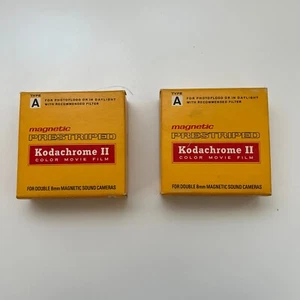 TYPE
A
FOR PHOTOFLOOD OR IN DAYLIGHT
WITH RECOMMENDED FILTER
magnetic
PRESTRIPED
Kodachrome II
COLOR MOVIE FILM
FOR DOUBLE 8mm MAGNETIC SOUND CAMERAS
TYPE
A
FOR PHOTOFLOOD OR IN DAYLIGHT
WITH RECOMMENDED FILTER
magnetic
PRESTRIPED
Kodachrome II
COLOR MOVIE FILM
FOR DOUBLE 8mm MAGNETIC SOUND CAMERAS